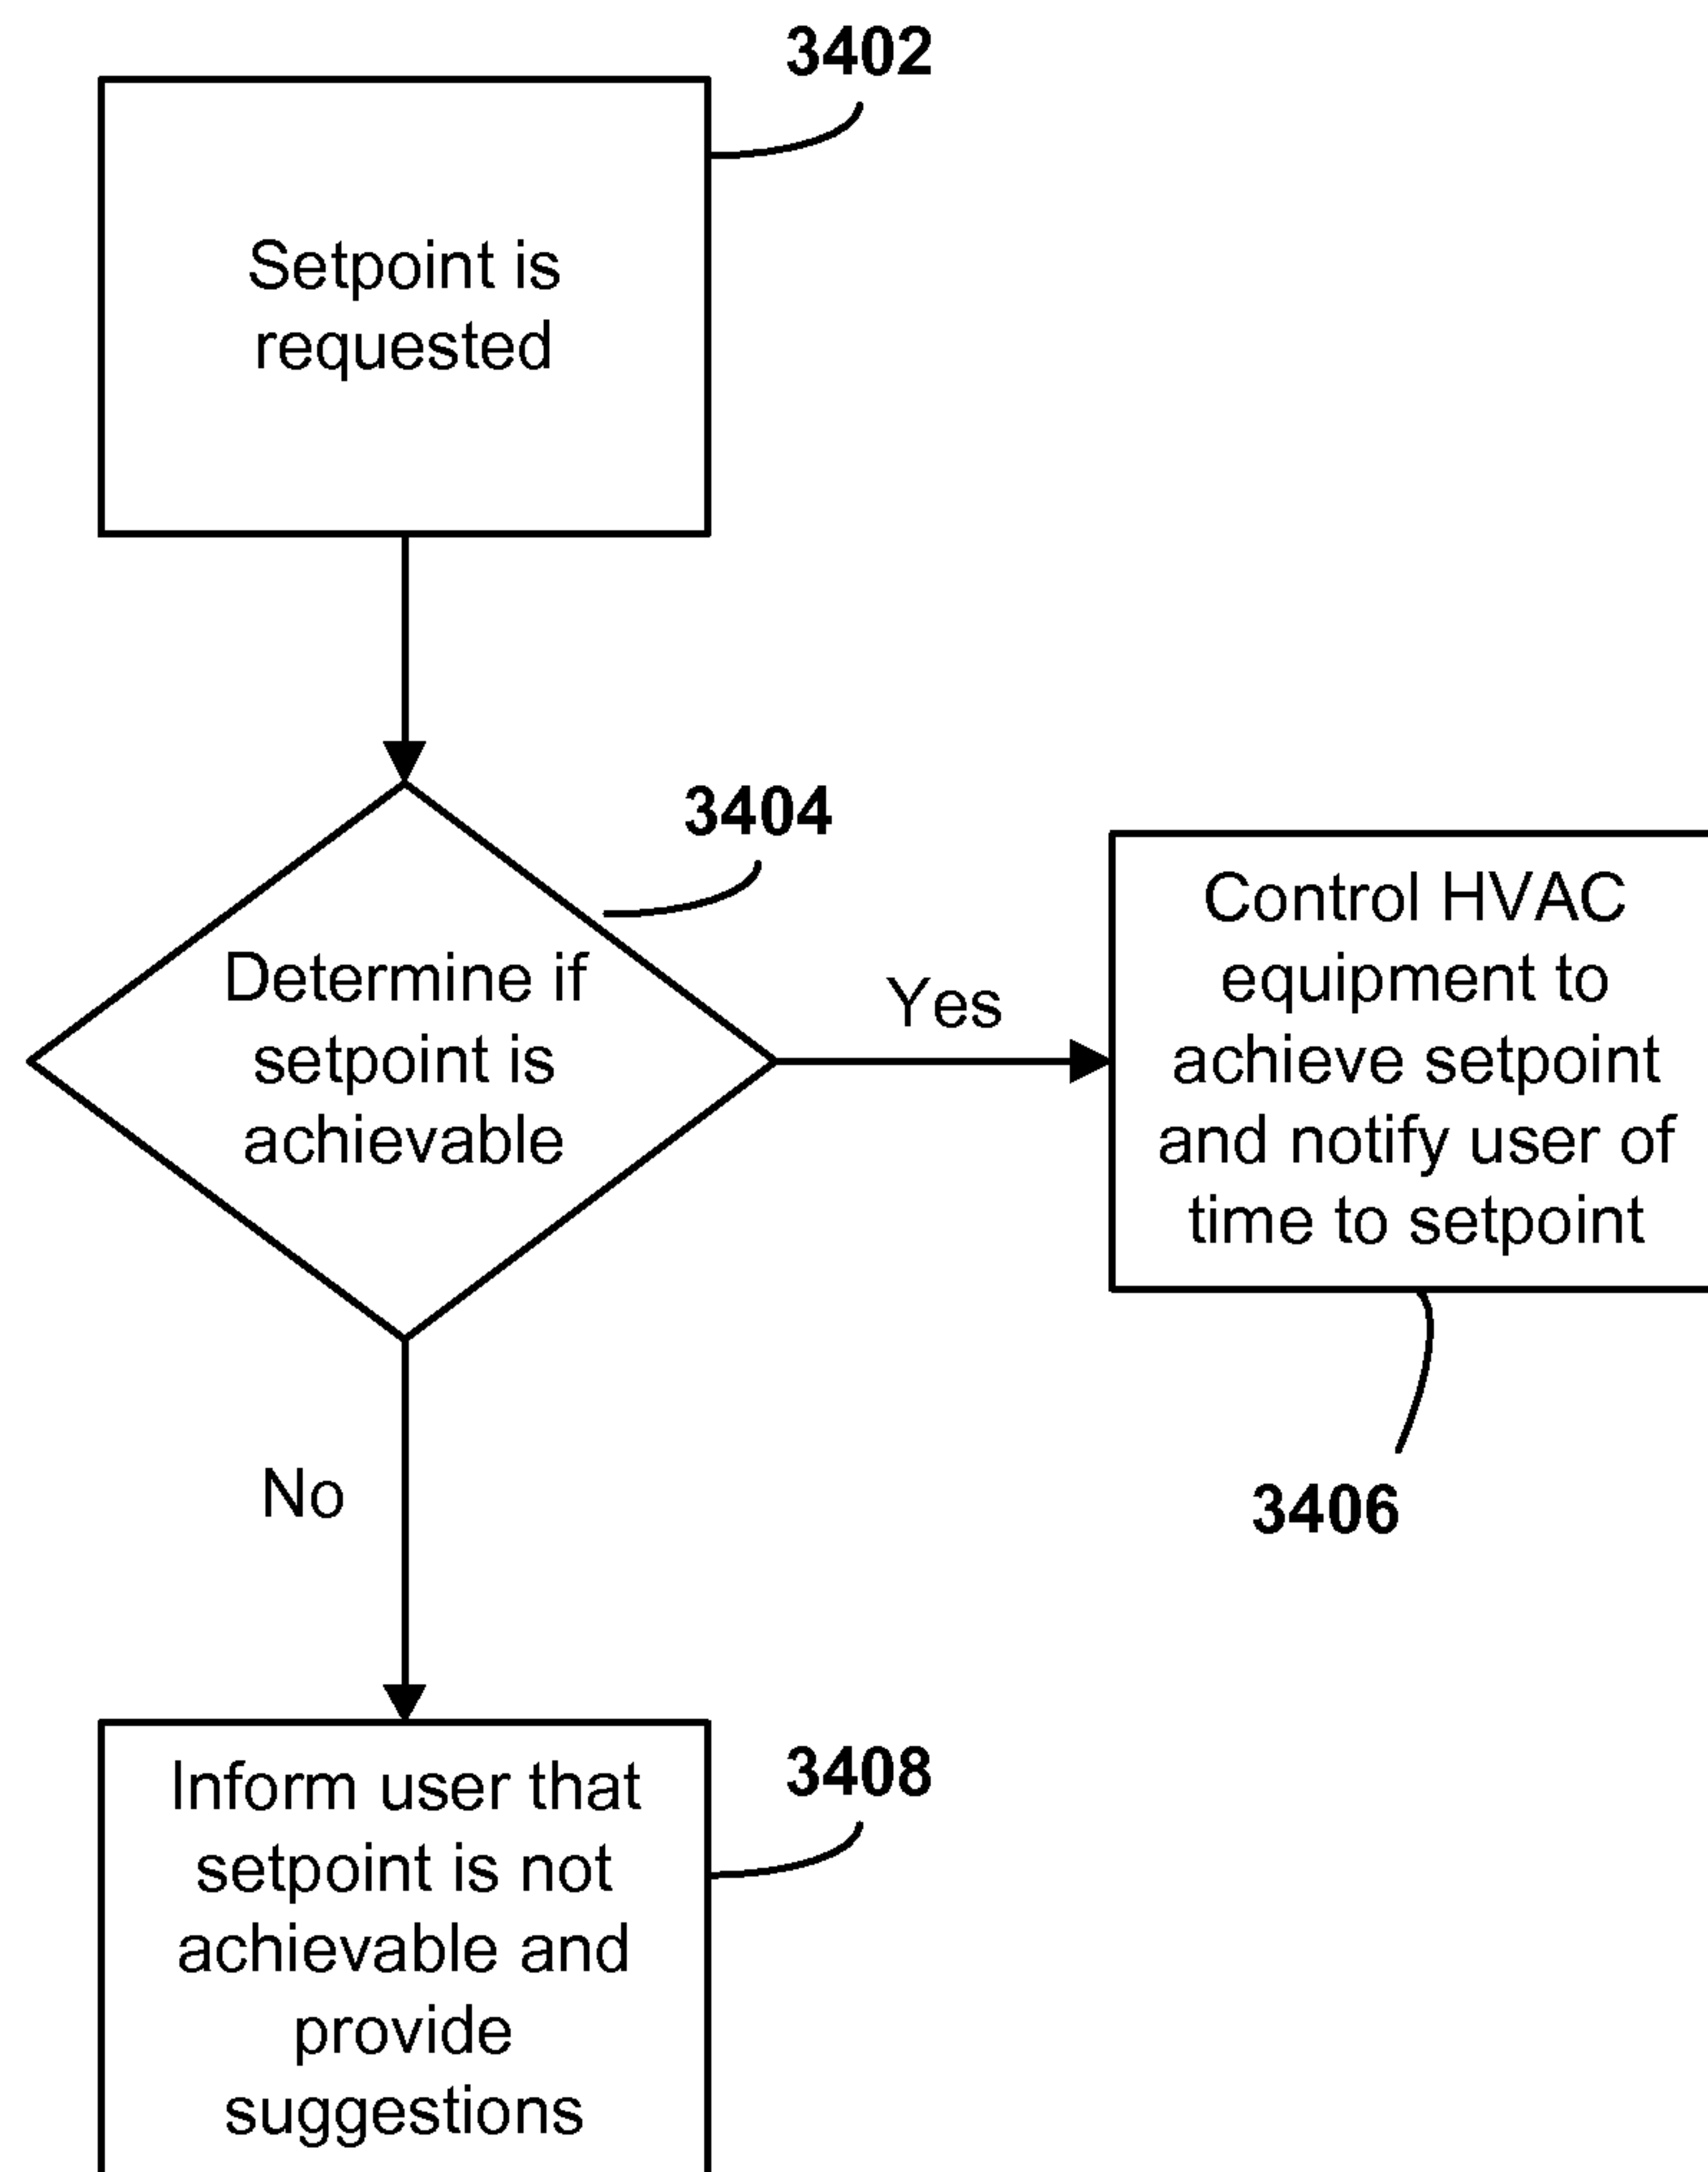 3402
Setpoint is
requested
3404
Determine if
setpoint is
achievable
Yes
Control HVAC
equipment to
achieve setpoint
and notify user of
time to setpoint
3406
No
Inform user that
setpoint is not
achievable and
provide
suggestions
3408